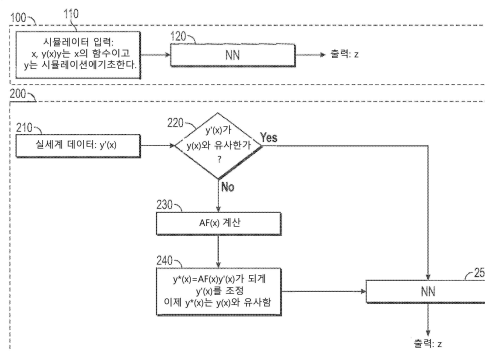 100
110
시뮬레이터 입력:
x, y(x)y는 x의 함수이고
y는 시뮬레이션에기초한다.
120
NN
출력: z
200
210
실세계 데이터: y'(x)
220
y'(x)가
y(x)와 유사한가
?
Yes
No
230
AF(x) 계산
240
y*(x)=AF(x)y'(x)가 되게
y'(x)를 조정
이제 y*(x)는 y(x)와 유사함
NN
출력: z